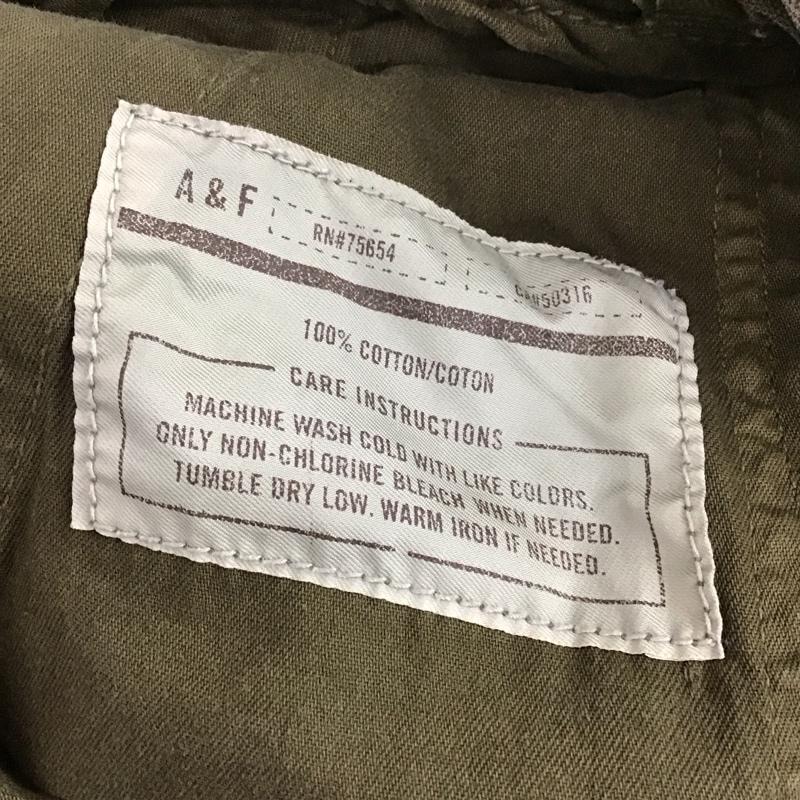 A & F RN#75654 CA#50316
100% COTTON/COTON
CARE INSTRUCTIONS
MACHINE WASH COLD WITH LIKE COLORS.
ONLY NON-CHLORINE BLEACH WHEN NEEDED.
TUMBLE DRY LOW. WARM IRON IF NEEDED.